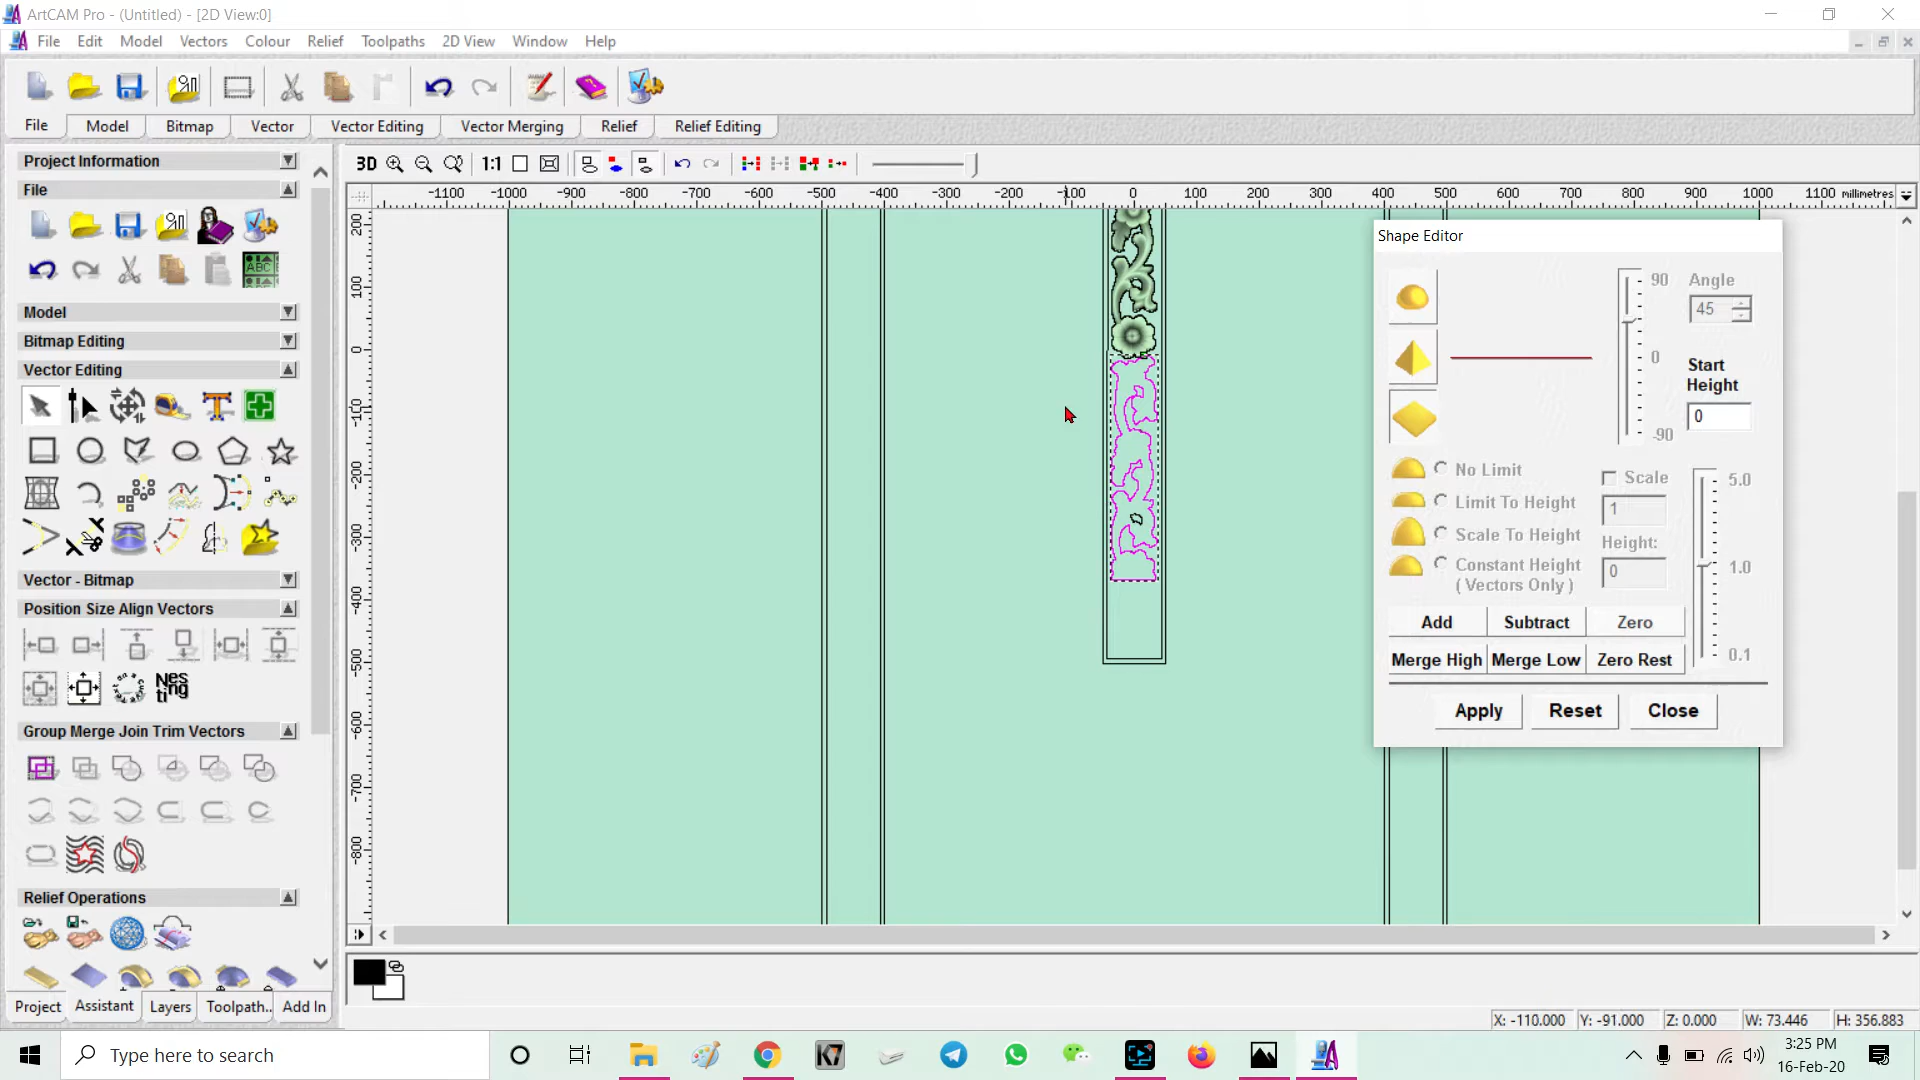 ArtCAM Pro - (Untitled) - [2D View:0]
File Edit Model Vectors Colour Relief Toolpaths 2D View Window Help
File Model Bitmap Vector Vector Editing Vector Merging Relief Relief Editing
Project Information
File
ABC
Model
Bitmap Editing
Vector Editing
Vector - Bitmap
Position Size Align Vectors
Nes
ting
Group Merge Join Trim Vectors
Relief Operations
Project Assistant Layers Toolpath.. Add In
3D 1:1
-1100 -1000 -900 -800 -700 -600 -500 -400 -300 -200 -100 0 100 200 300 400 500 600 700 800 900 1000 1100 millimetres
200
100
0
-100
-200
-300
-400
-500
-600
-700
-800
Shape Editor
90
0
-90
Angle
45
Start
Height
0
No Limit
Limit To Height
Scale To Height
Constant Height
( Vectors Only )
Scale
1
Height:
0
5.0
1.0
0.1
Add Subtract Zero
Merge High Merge Low Zero Rest
Apply Reset Close
X: -110.000 Y: -91.000 Z: 0.000 W: 73.446 H: 356.883
Type here to search
K7
3:25 PM
16-Feb-20